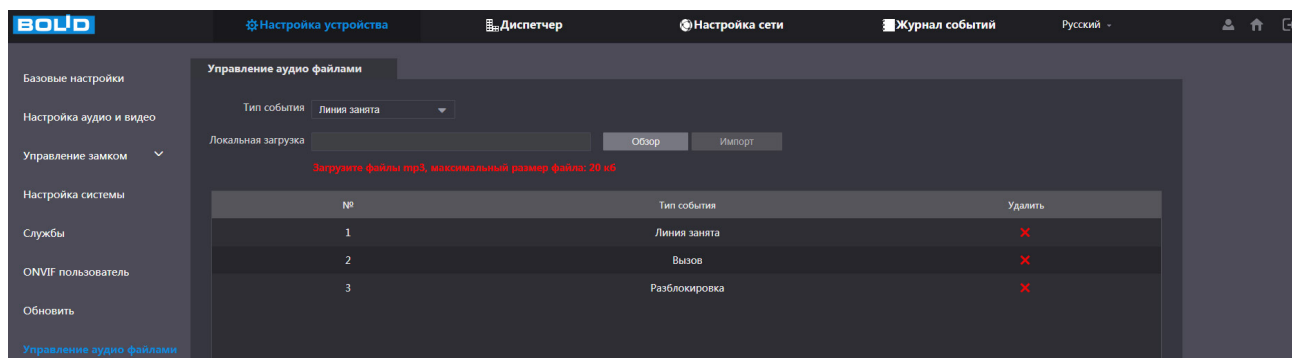 BOLID Настройка устройства Диспетчер Настройка сети Журнал событий Русский
Управление аудио файлами
Базовые настройки
Тип события Линия занята
Настройка аудио и видео
Локальная загрузка Обзор Импорт
Управление замком
Загрузите файлы mp3, максимальный размер файла: 20 кб
Настройка системы
№ Тип события Удалить
Службы
1 Линия занята
2 Вызов
ONVIF пользователь
3 Разблокировка
Обновить
Управление аудио файлами